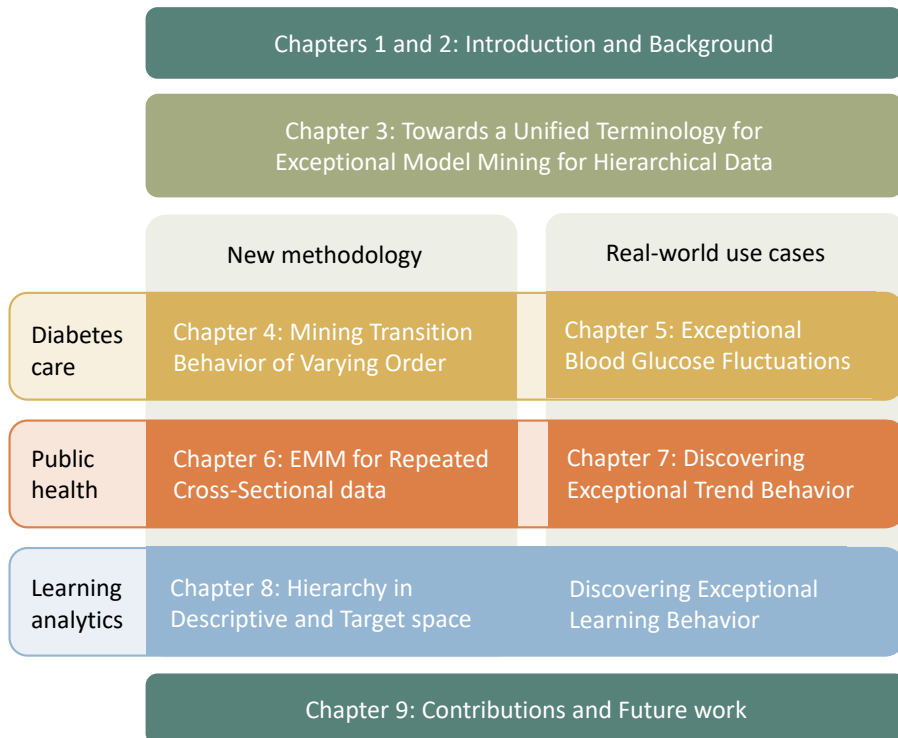 Chapters 1 and 2: Introduction and Background
Chapter 3: Towards a Unified Terminology for
Exceptional Model Mining for Hierarchical Data
New methodology
Real-world use cases
Diabetes
care
Chapter 4: Mining Transition
Behavior of Varying Order
Chapter 5: Exceptional
Blood Glucose Fluctuations
Public
health
Chapter 6: EMM for Repeated
Cross-Sectional data
Chapter 7: Discovering
Exceptional Trend Behavior
Learning
analytics
Chapter 8: Hierarchy in
Descriptive and Target space
Discovering Exceptional
Learning Behavior
Chapter 9: Contributions and Future work